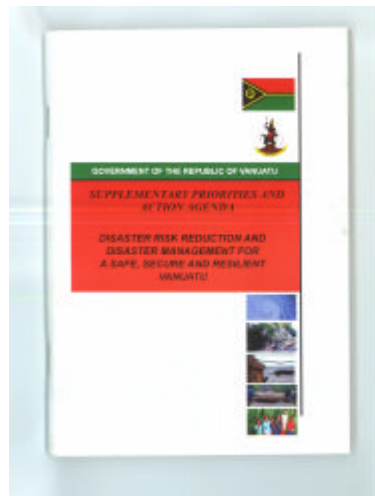 GOVERNMENT OF THE REPUBLIC OF VANUATU
SUPPLEMENTARY PRIORITIES AND
ACTION AGENDA
DISASTER RISK REDUCTION AND
DISASTER MANAGEMENT FOR
A SAFE, SECURE AND RESILIENT
VANUATU